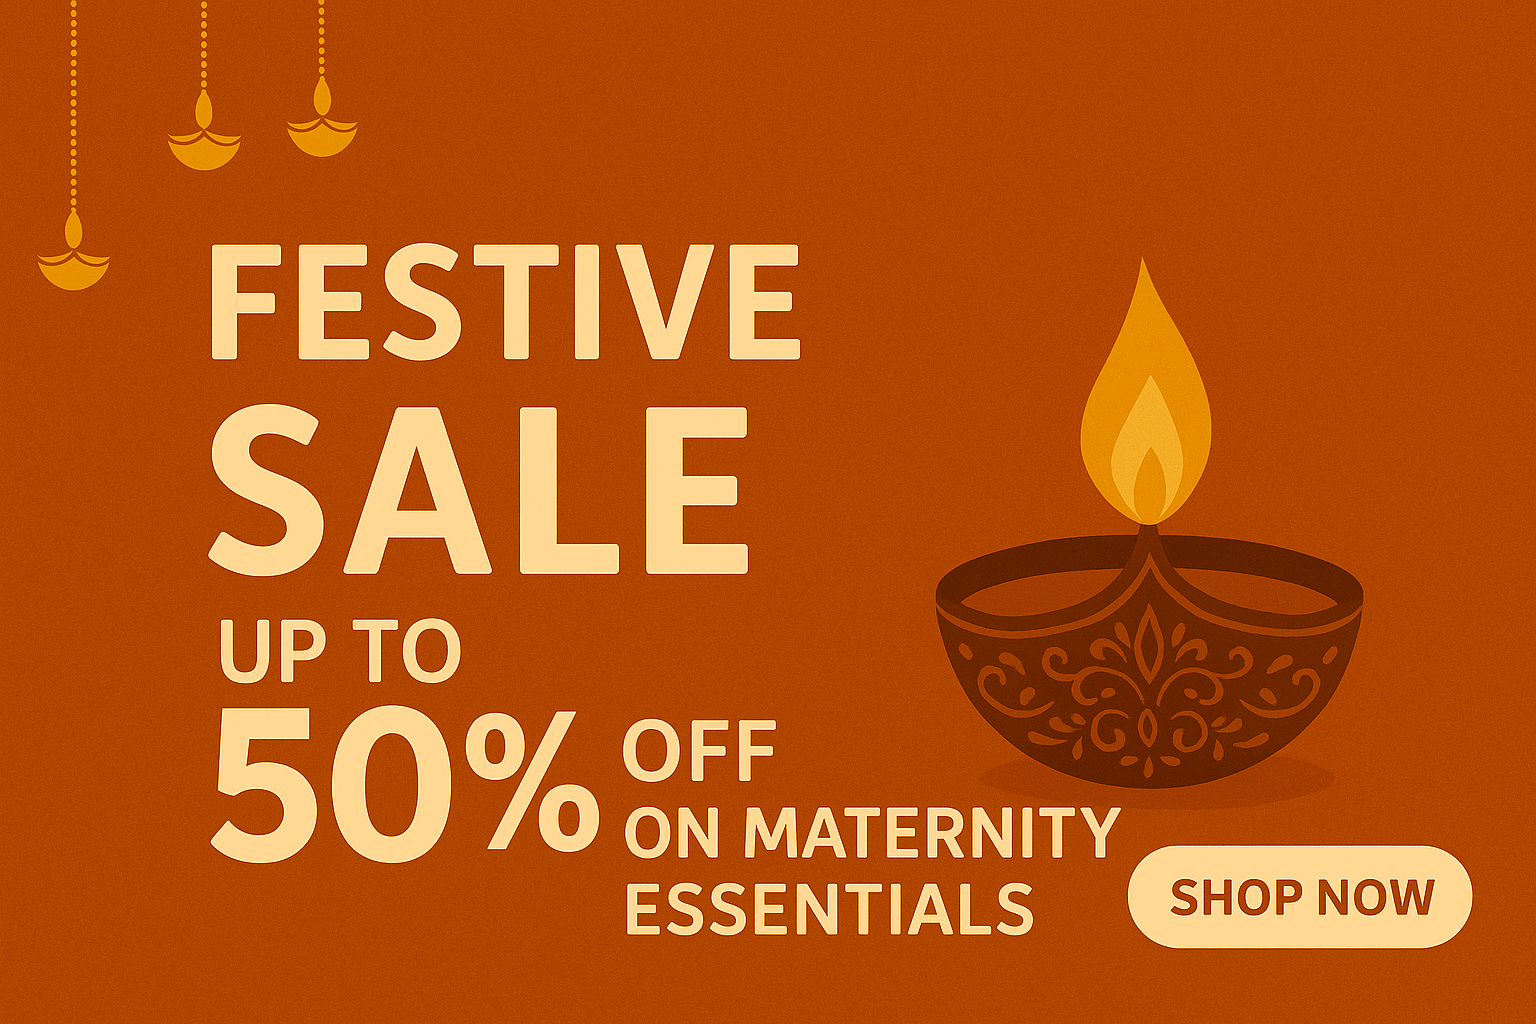 FESTIVE
SALE
UP TO
50% OFF
ON MATERNITY
ESSENTIALS
SHOP NOW